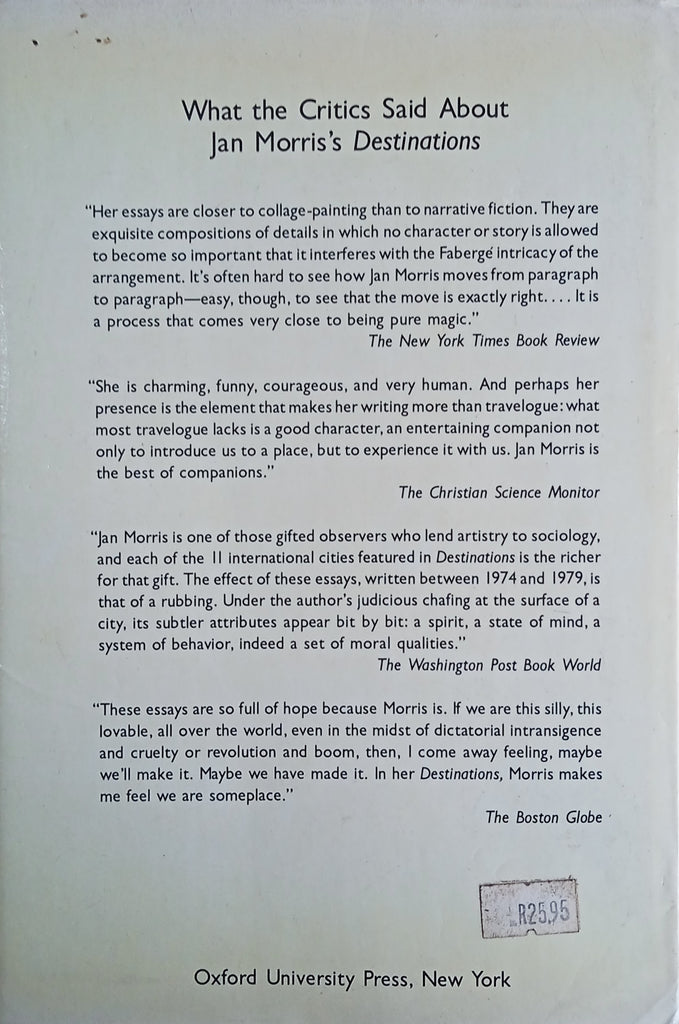 What the Critics Said About
Jan Morris's Destinations
"Her essays are closer to collage-painting than to narrative fiction. They are
exquisite compositions of details in which no character or story is allowed
to become so important that it interferes with the Fabergé intricacy of the
arrangement. It's often hard to see how Jan Morris moves from paragraph
to paragraph—easy, though, to see that the move is exactly right. . . . It is
a process that comes very close to being pure magic."
The New York Times Book Review
"She is charming, funny, courageous, and very human. And perhaps her
presence is the element that makes her writing more than travelogue: what
most travelogue lacks is a good character, an entertaining companion not
only to introduce us to a place, but to experience it with us. Jan Morris is
the best of companions."
The Christian Science Monitor
"Jan Morris is one of those gifted observers who lend artistry to sociology,
and each of the 11 international cities featured in Destinations is the richer
for that gift. The effect of these essays, written between 1974 and 1979, is
that of a rubbing. Under the author's judicious chafing at the surface of a
city, its subtler attributes appear bit by bit: a spirit, a state of mind, a
system of behavior, indeed a set of moral qualities."
The Washington Post Book World
"These essays are so full of hope because Morris is. If we are this silly, this
lovable, all over the world, even in the midst of dictatorial intransigence
and cruelty or revolution and boom, then, I come away feeling, maybe
we'll make it. Maybe we have made it. In her Destinations, Morris makes
me feel we are someplace."
The Boston Globe
R25,95
Oxford University Press, New York